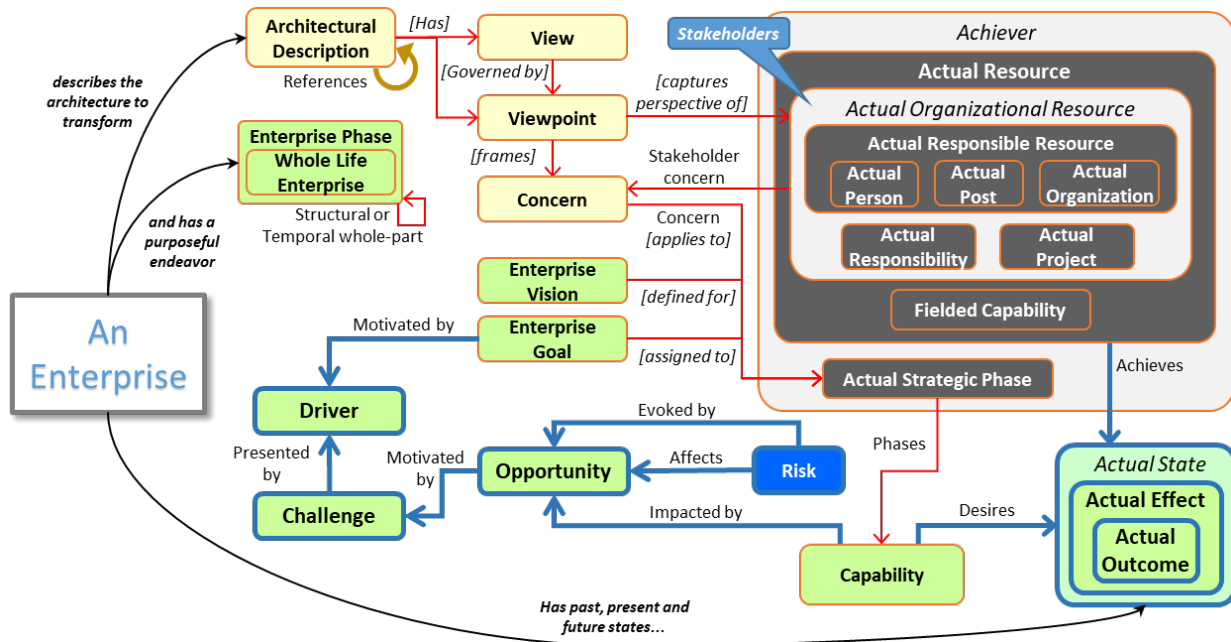 Architectural
Description
[Has]
View
References
[Governed by]
describes the
architecture to
transform
Viewpoint
[captures
perspective of]
Stakeholders
Achiever
Actual Resource
Actual Organizational Resource
Actual Responsible Resource
Actual
Person
Actual
Post
Actual
Organization
Actual
Responsibility
Actual
Project
Fielded Capability
Enterprise Phase
Whole Life
Enterprise
Structural or
Temporal whole-part
[frames]
Stakeholder
concern
Concern
Concern
[applies to]
and has a
purposeful
endeavor
Enterprise
Vision
[defined for]
An
Enterprise
Motivated by
Enterprise
Goal
[assigned to]
Actual Strategic Phase
Achieves
Driver
Evoked by
Phases
Presented
by
Motivated
by
Opportunity
Affects
Risk
Challenge
Impacted by
Desires
Capability
Actual State
Actual Effect
Actual
Outcome
Has past, present and
future states...